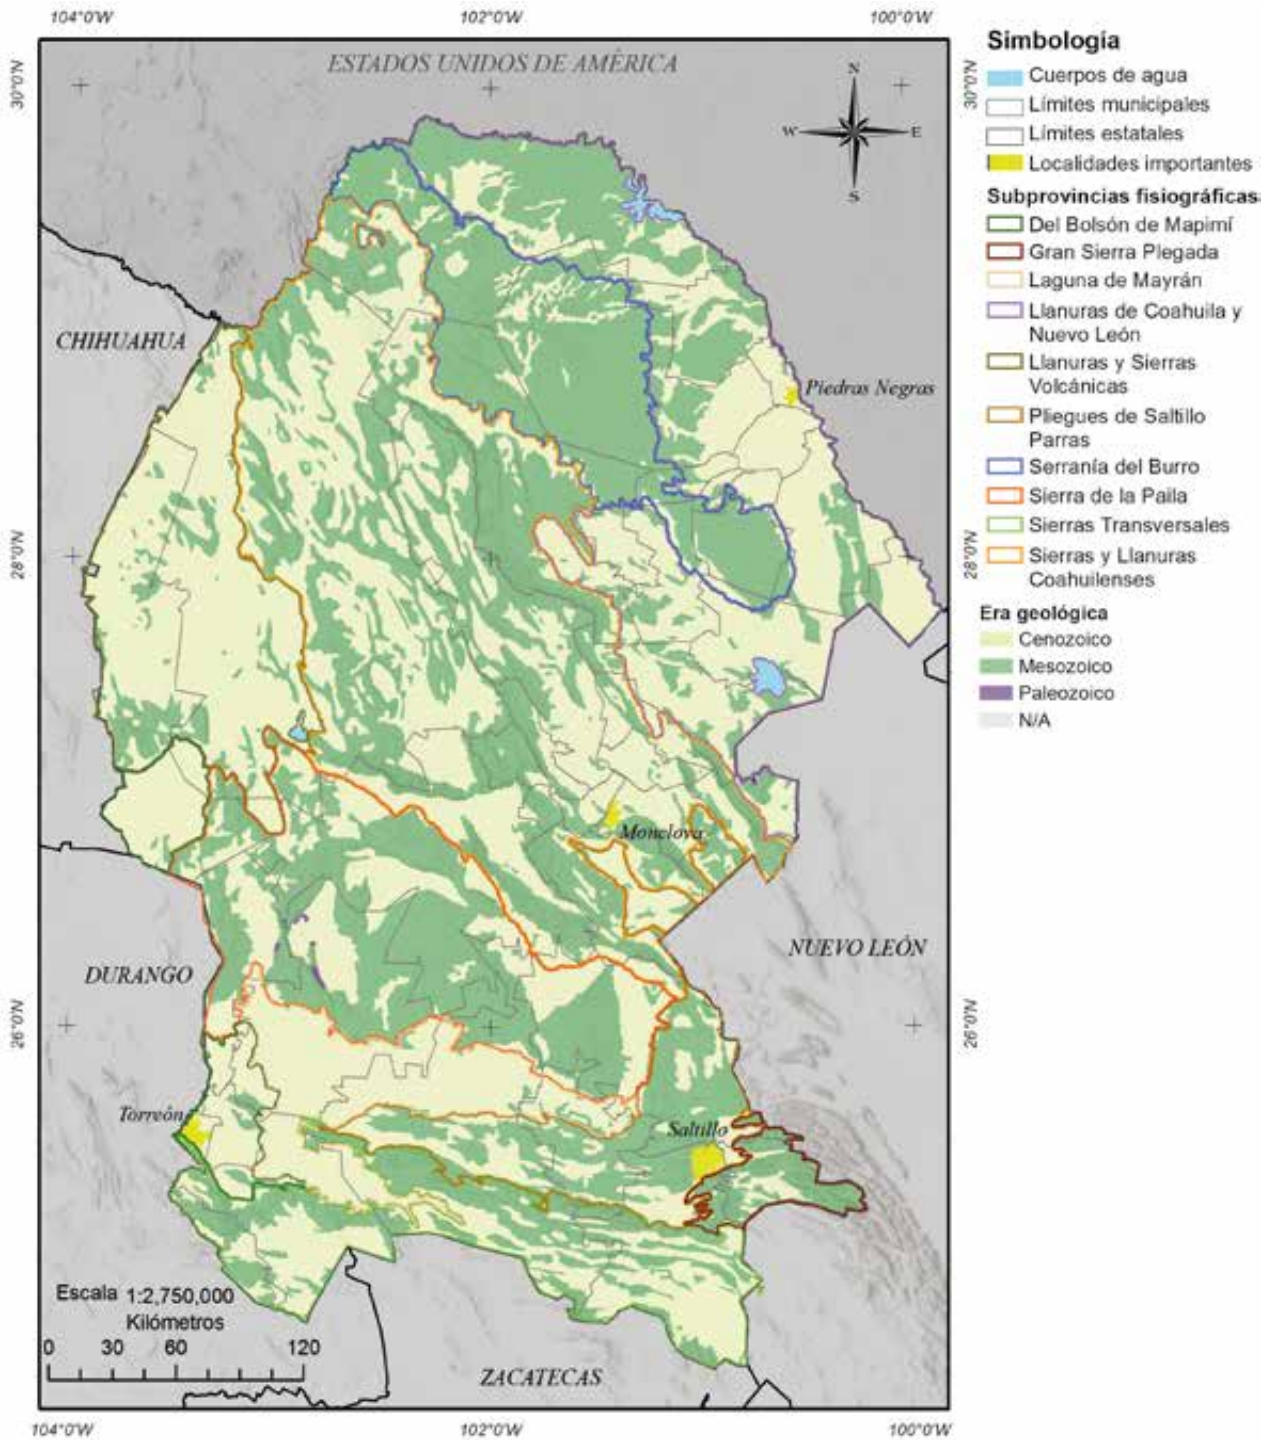 104°0'W 102°0'W 100°0'W
30°0'N
30°0'N
ESTADOS UNIDOS DE AMÉRICA
N
W E
S
CHIHUAHUA
Piedras Negras
28°0'N
28°0'N
Monclova
NUEVO LEÓN
DURANGO
26°0'N
26°0'N
Torreón
Saltillo
Escala 1:2,750,000
Kilómetros
0 30 60 120
ZACATECAS
104°0'W 102°0'W 100°0'W
Simbología
Cuerpos de agua
Límites municipales
Límites estatales
Localidades importantes
Subprovincias fisiográficas
Del Bolsón de Mapimí
Gran Sierra Plegada
Laguna de Mayrán
Llanuras de Coahuila y
Nuevo León
Llanuras y Sierras
Volcánicas
Pliegues de Saltillo
Parras
Serranía del Burro
Sierra de la Paila
Sierras Transversales
Sierras y Llanuras
Coahuilenses
Era geológica
Cenozoico
Mesozoico
Paleozoico
N/A